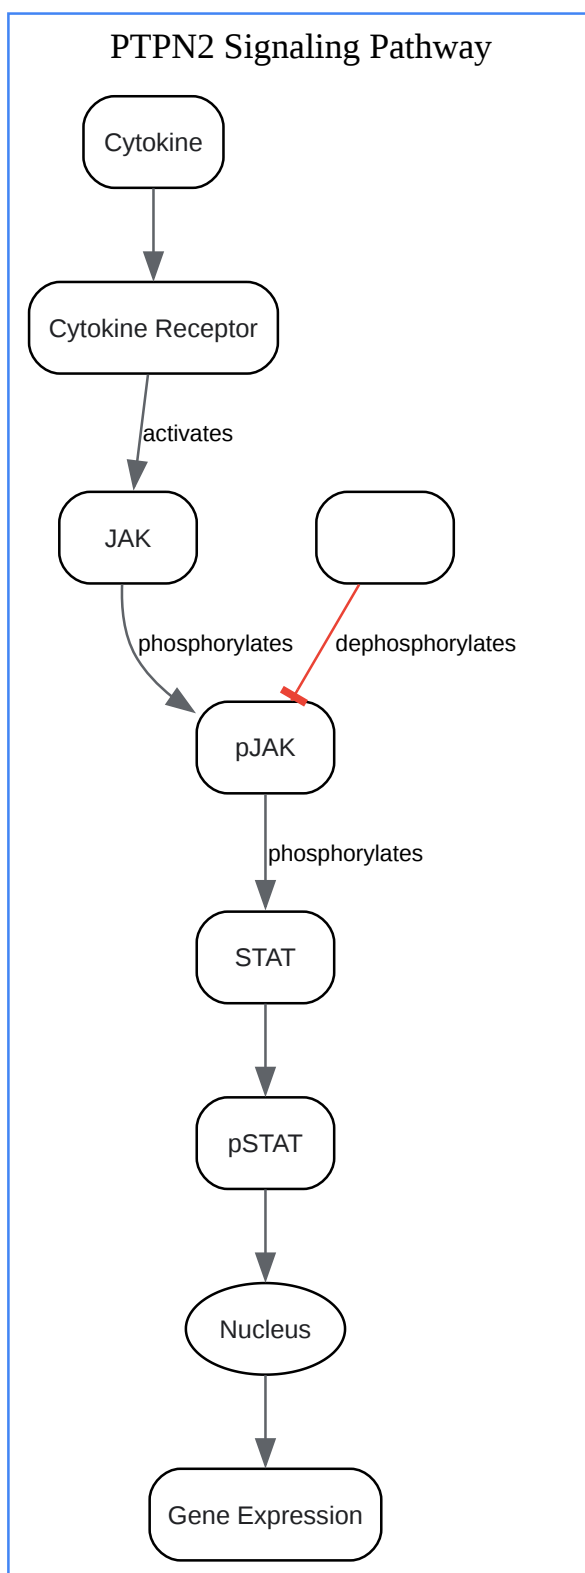 PTPN2 Signaling Pathway
Cytokine
Cytokine Receptor
activates
JAK
phosphorylates
dephosphorylates
pJAK
phosphorylates
STAT
pSTAT
Nucleus
Gene Expression